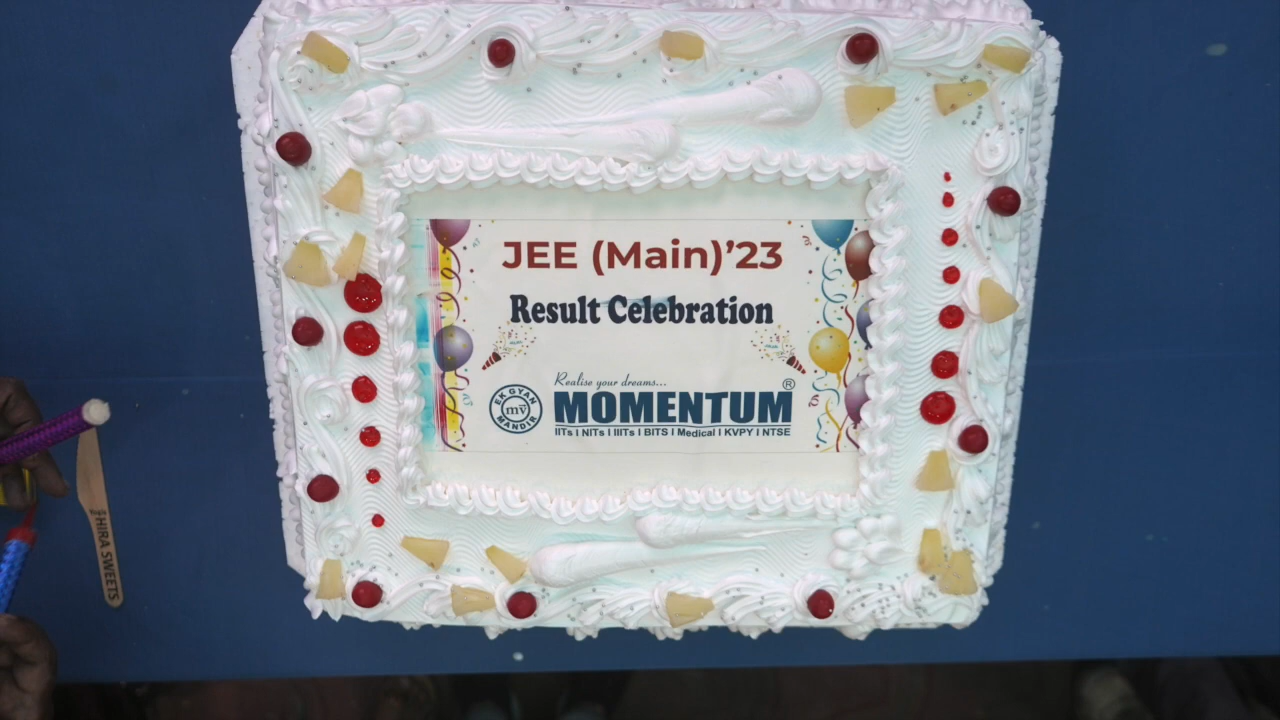 JEE (Main)'23
Result Celebration
Realise your dreams...
EK GYAN
mv
MANDIR
MOMENTUM®
IITs I NITs I IIITs I BITS I Medical I KVPY I NTSE
HIRA SWEETS